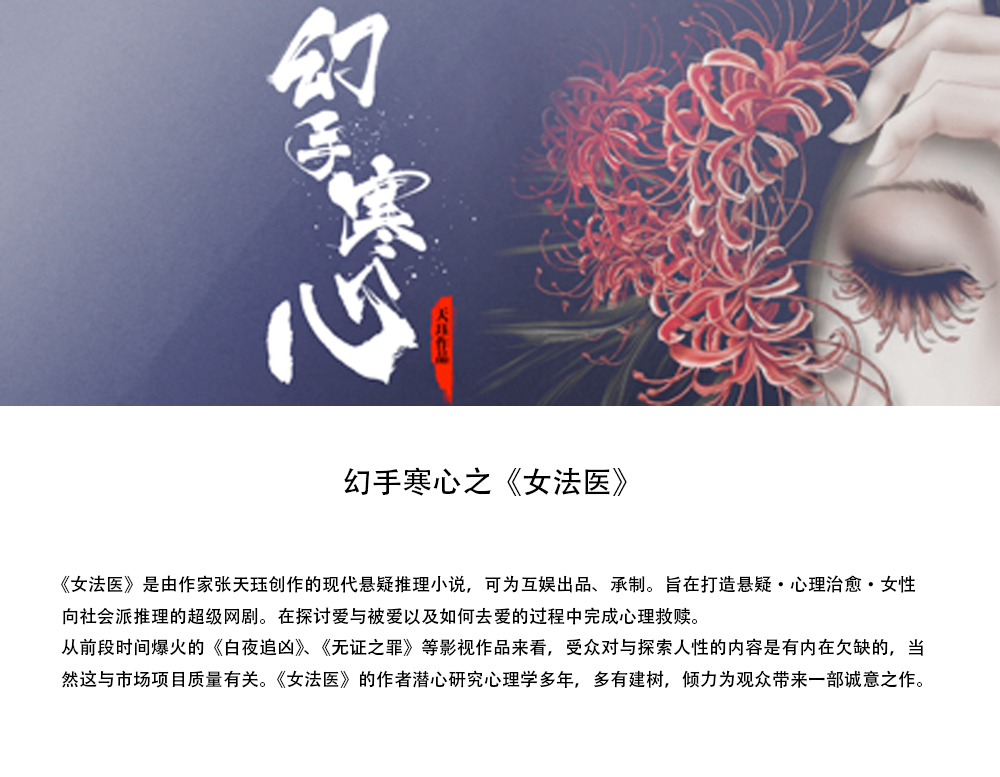 幻手寒心
天珏作品
幻手寒心之《女法医》
《女法医》是由作家张天珏创作的现代悬疑推理小说，可为互娱出品、承制。旨在打造悬疑·心理治愈·女性
向社会派推理的超级网剧。在探讨爱与被爱以及如何去爱的过程中完成心理救赎。
从前段时间爆火的《白夜追凶》、《无证之罪》等影视作品来看，受众对与探索人性的内容是有内在欠缺的，当
然这与市场项目质量有关。《女法医》的作者潜心研究心理学多年，多有建树，倾力为观众带来一部诚意之作。